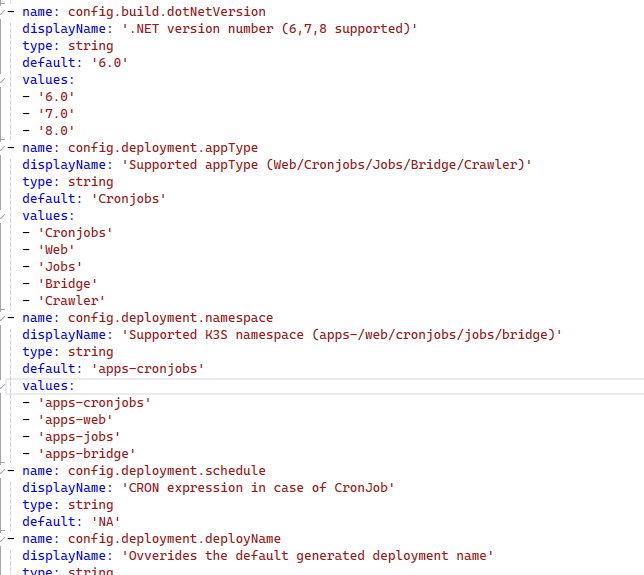 - name: config.build.dotNetVersion
displayName: '.NET version number (6,7,8 supported)'
type: string
default: '6.0'
values:
- '6.0'
- '7.0'
- '8.0'
- name: config.deployment.appType
displayName: 'Supported appType (Web/Cronjobs/Jobs/Bridge/Crawler)'
type: string
default: 'Cronjobs'
values:
- 'Cronjobs'
- 'Web'
- 'Jobs'
- 'Bridge'
- 'Crawler'
- name: config.deployment.namespace
displayName: 'Supported K3S namespace (apps-/web/cronjobs/jobs/bridge)'
type: string
default: 'apps-cronjobs'
values:
- 'apps-cronjobs'
- 'apps-web'
- 'apps-jobs'
- 'apps-bridge'
- name: config.deployment.schedule
displayName: 'CRON expression in case of CronJob'
type: string
default: 'NA'
- name: config.deployment.deployName
displayName: 'Ovverides the default generated deployment name'
type: string